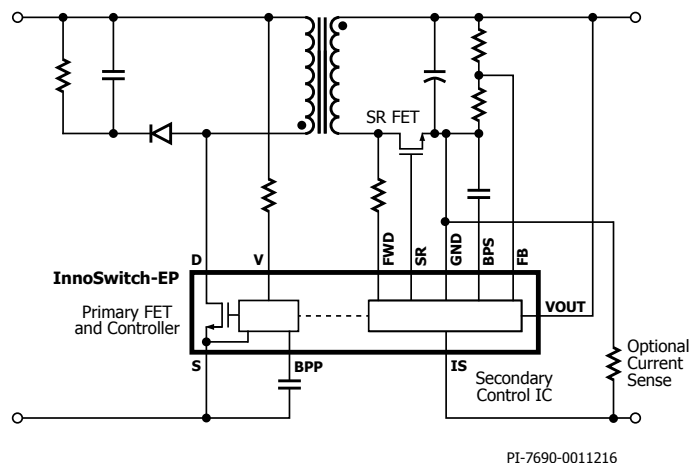 SR FET
D
V
FWD
SR
GND
BPS
FB
InnoSwitch-EP
VOUT
Primary FET
and Controller
S
BPP
IS
Secondary
Control IC
Optional
Current
Sense
PI-7690-0011216